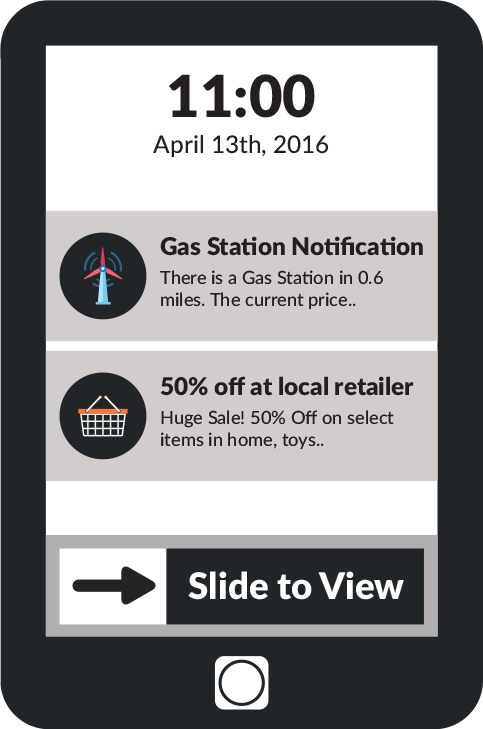 11:00
April 13th, 2016
Gas Station Notification
There is a Gas Station in 0.6
miles. The current price..
50% off at local retailer
Huge Sale! 50% Off on select
items in home, toys..
Slide to View